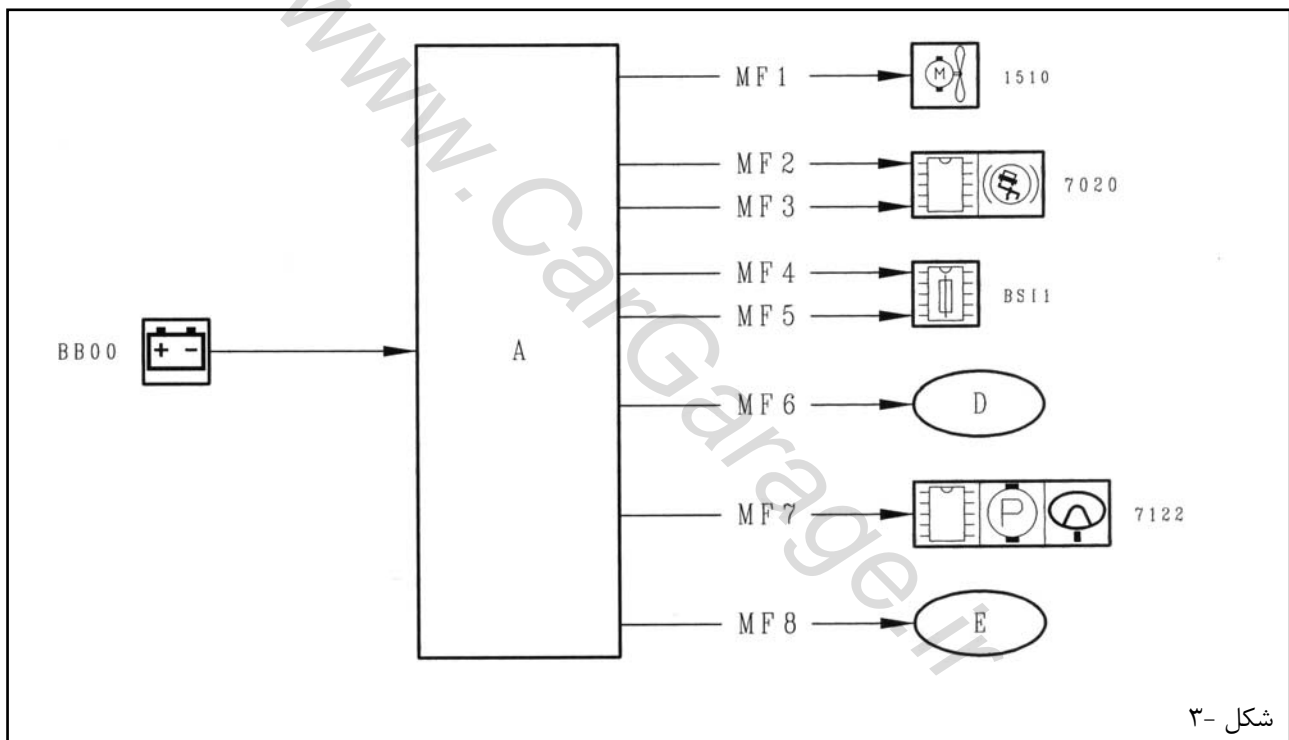 MF1
1510
M
MF2
7020
MF3
MF4
BSI1
MF5
BB00
+ -
A
MF6
D
MF7
P
7122
MF8
E
شکل -۳
www.CarGarage.ir